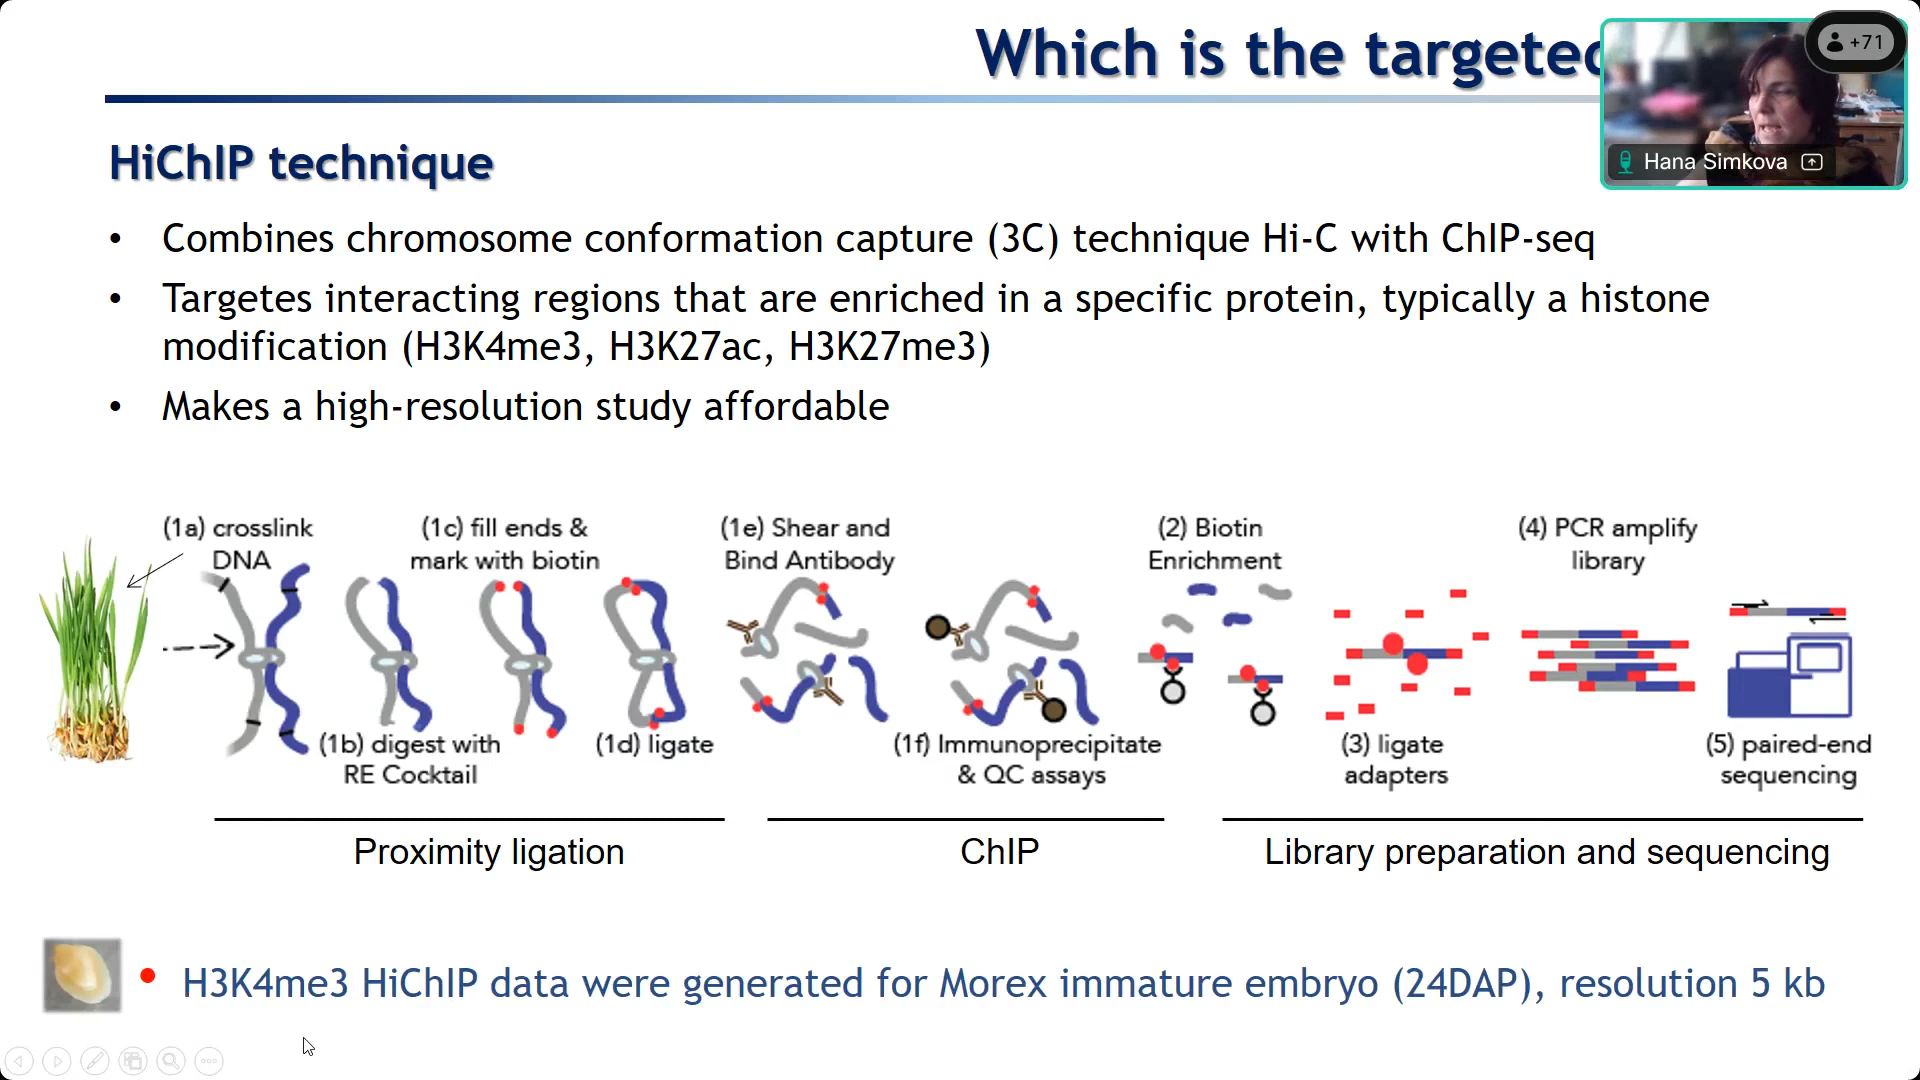 Which is the targeted
+71
Hana Simkova
HiChIP technique
• Combines chromosome conformation capture (3C) technique Hi-C with ChIP-seq
• Targetes interacting regions that are enriched in a specific protein, typically a histone
modification (H3K4me3, H3K27ac, H3K27me3)
• Makes a high-resolution study affordable
(1a) crosslink
DNA
(1b) digest with
RE Cocktail
(1c) fill ends &
mark with biotin
(1d) ligate
(1e) Shear and
Bind Antibody
(1f) Immunoprecipitate
& QC assays
(2) Biotin
Enrichment
(3) ligate
adapters
(4) PCR amplify
library
(5) paired-end
sequencing
Proximity ligation
ChIP
Library preparation and sequencing
• H3K4me3 HiChIP data were generated for Morex immature embryo (24DAP), resolution 5 kb